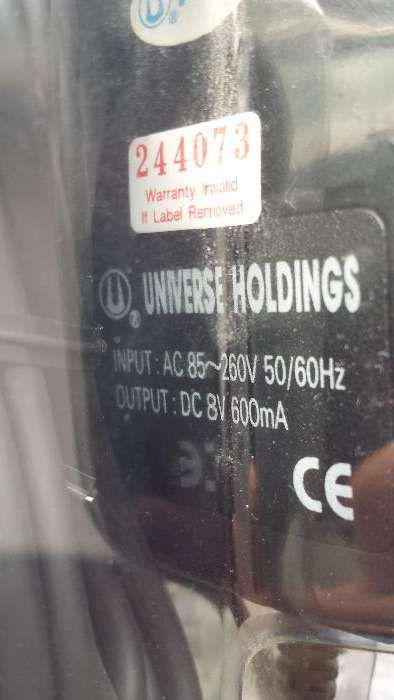 244073
Warranty Invalid
If Label Removed
U® UNIVERSE HOLDINGS
INPUT : AC 85~260V 50/60Hz
OUTPUT : DC 8V 600mA
CE